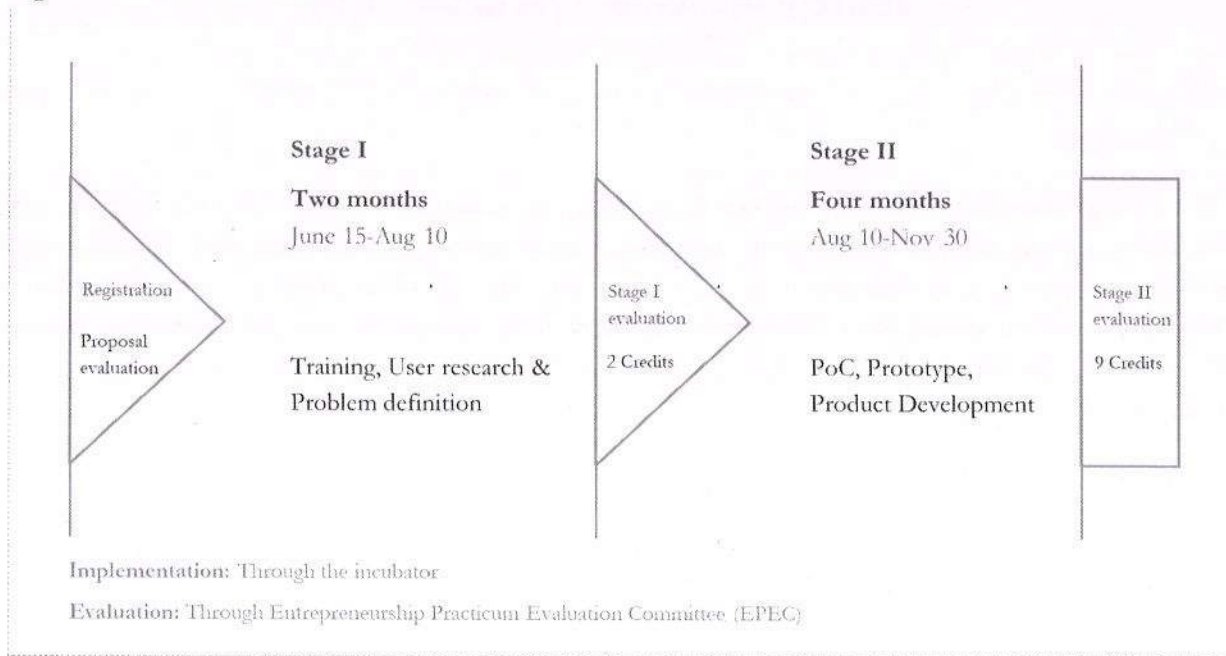 Registration
Proposal
evaluation
Stage I
Two months
June 15-Aug 10
Training, User research &
Problem definition
Stage I
evaluation
2 Credits
Stage II
Four months
Aug 10-Nov 30
PoC, Prototype,
Product Development
Stage II
evaluation
9 Credits
Implementation: Through the incubator
Evaluation: Through Entrepreneurship Practicum Evaluation Committee (EPEC)